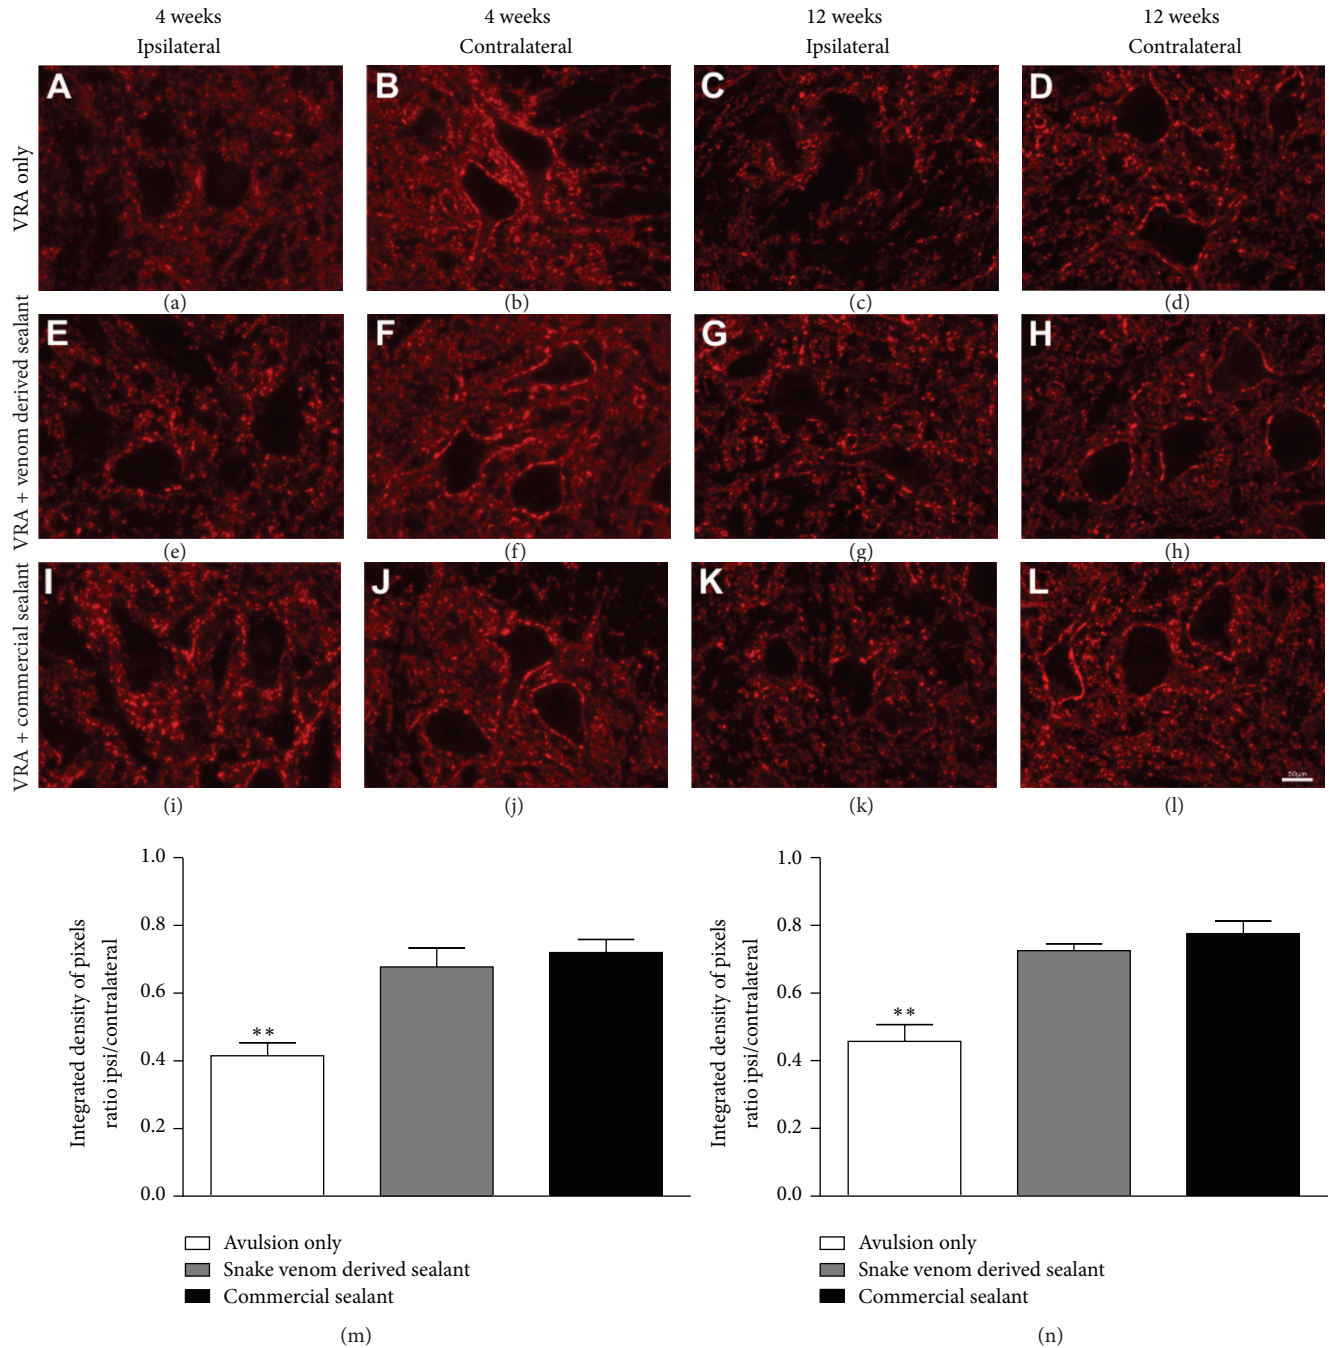 4 weeks 4 weeks 12 weeks 12 weeks
Ipsilateral Contralateral Ipsilateral Contralateral
VRA only
A B C D
(a) (b) (c) (d)
VRA + venom derived sealant
E F G H
(e) (f) (g) (h)
VRA + commercial sealant
I J K L
50µm
(i) (j) (k) (l)
Integrated density of pixels
ratio ipsi/contralateral
1.0
0.8
0.6
0.4
0.2
0.0
**
Avulsion only
Snake venom derived sealant
Commercial sealant
(m)
Integrated density of pixels
ratio ipsi/contralateral
1.0
0.8
0.6
0.4
0.2
0.0
**
Avulsion only
Snake venom derived sealant
Commercial sealant
(n)